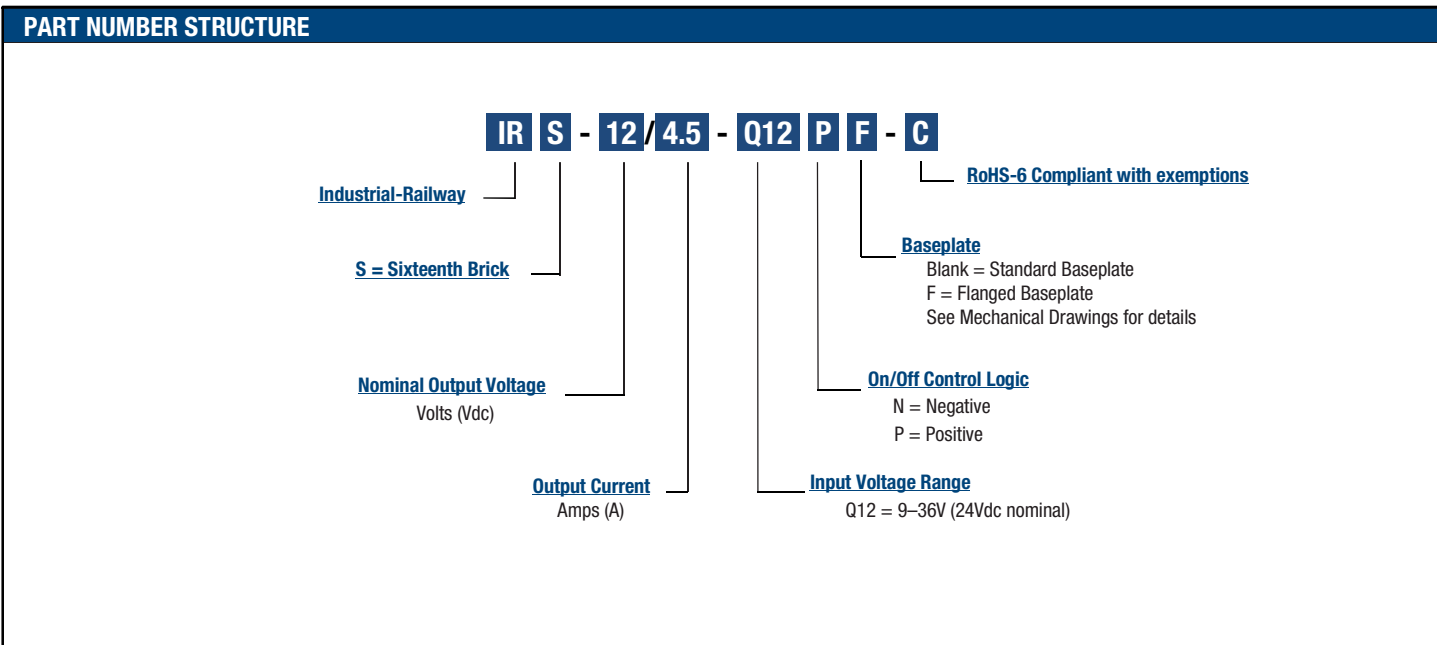 PART NUMBER STRUCTURE
IR S - 12 / 4.5 - Q12 P F - C
RoHS-6 Compliant with exemptions
Industrial-Railway
Baseplate
Blank = Standard Baseplate
F = Flanged Baseplate
See Mechanical Drawings for details
S = Sixteenth Brick
Nominal Output Voltage
Volts (Vdc)
On/Off Control Logic
N = Negative
P = Positive
Output Current
Amps (A)
Input Voltage Range
Q12 = 9–36V (24Vdc nominal)